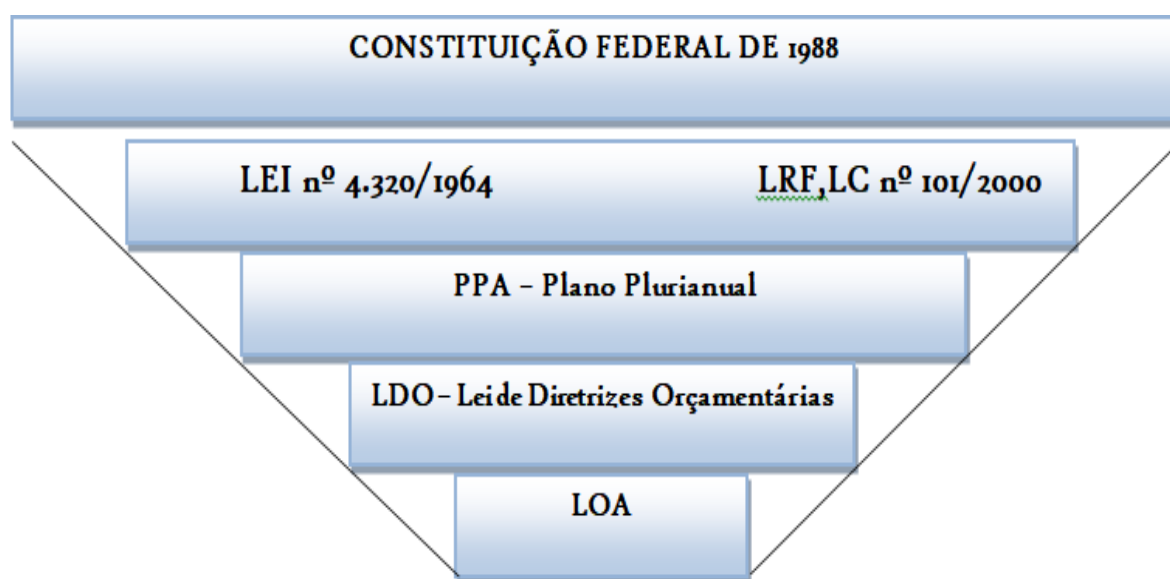 CONSTITUIÇÃO FEDERAL DE 1988
LEI nº 4.320/1964 LRF,LC nº 101/2000
PPA – Plano Plurianual
LDO – Lei de Diretrizes Orçamentárias
LOA